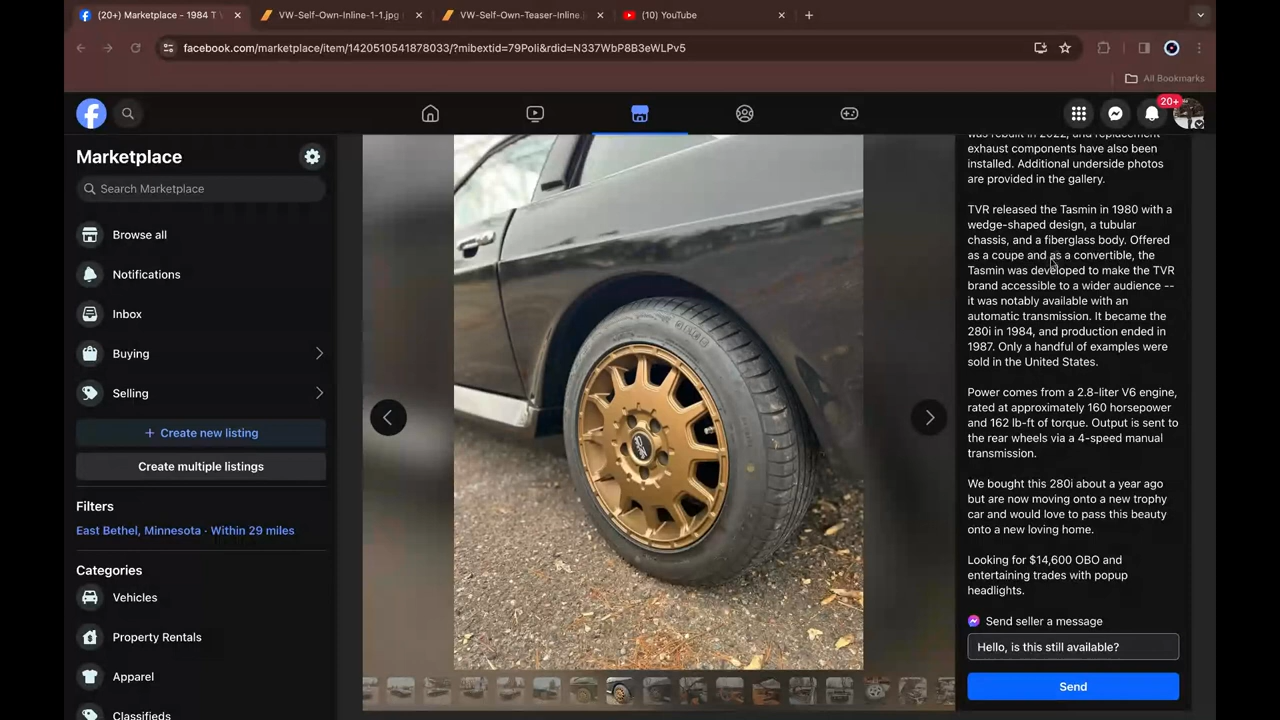 (20+) Marketplace - 1984 T
VW-Self-Own-Inline-1-1.jpg
VW-Self-Own-Teaser-Inline
(10) YouTube
facebook.com/marketplace/item/1420510541878033/?mibextid=79PoIi&rdid=N337WbP8B3eWLPv5
All Bookmarks
20+
Marketplace
Search Marketplace
Browse all
Notifications
Inbox
Buying
Selling
+ Create new listing
Create multiple listings
Filters
East Bethel, Minnesota · Within 29 miles
Categories
Vehicles
Property Rentals
Apparel
Classifieds
was rebuilt in 2022, and replacement
exhaust components have also been
installed. Additional underside photos
are provided in the gallery.
TVR released the Tasmin in 1980 with a
wedge-shaped design, a tubular
chassis, and a fiberglass body. Offered
as a coupe and as a convertible, the
Tasmin was developed to make the TVR
brand accessible to a wider audience --
it was notably available with an
automatic transmission. It became the
280i in 1984, and production ended in
1987. Only a handful of examples were
sold in the United States.
Power comes from a 2.8-liter V6 engine,
rated at approximately 160 horsepower
and 162 lb-ft of torque. Output is sent to
the rear wheels via a 4-speed manual
transmission.
We bought this 280i about a year ago
but are now moving onto a new trophy
car and would love to pass this beauty
onto a new loving home.
Looking for $14,600 OBO and
entertaining trades with popup
headlights.
Send seller a message
Hello, is this still available?
Send